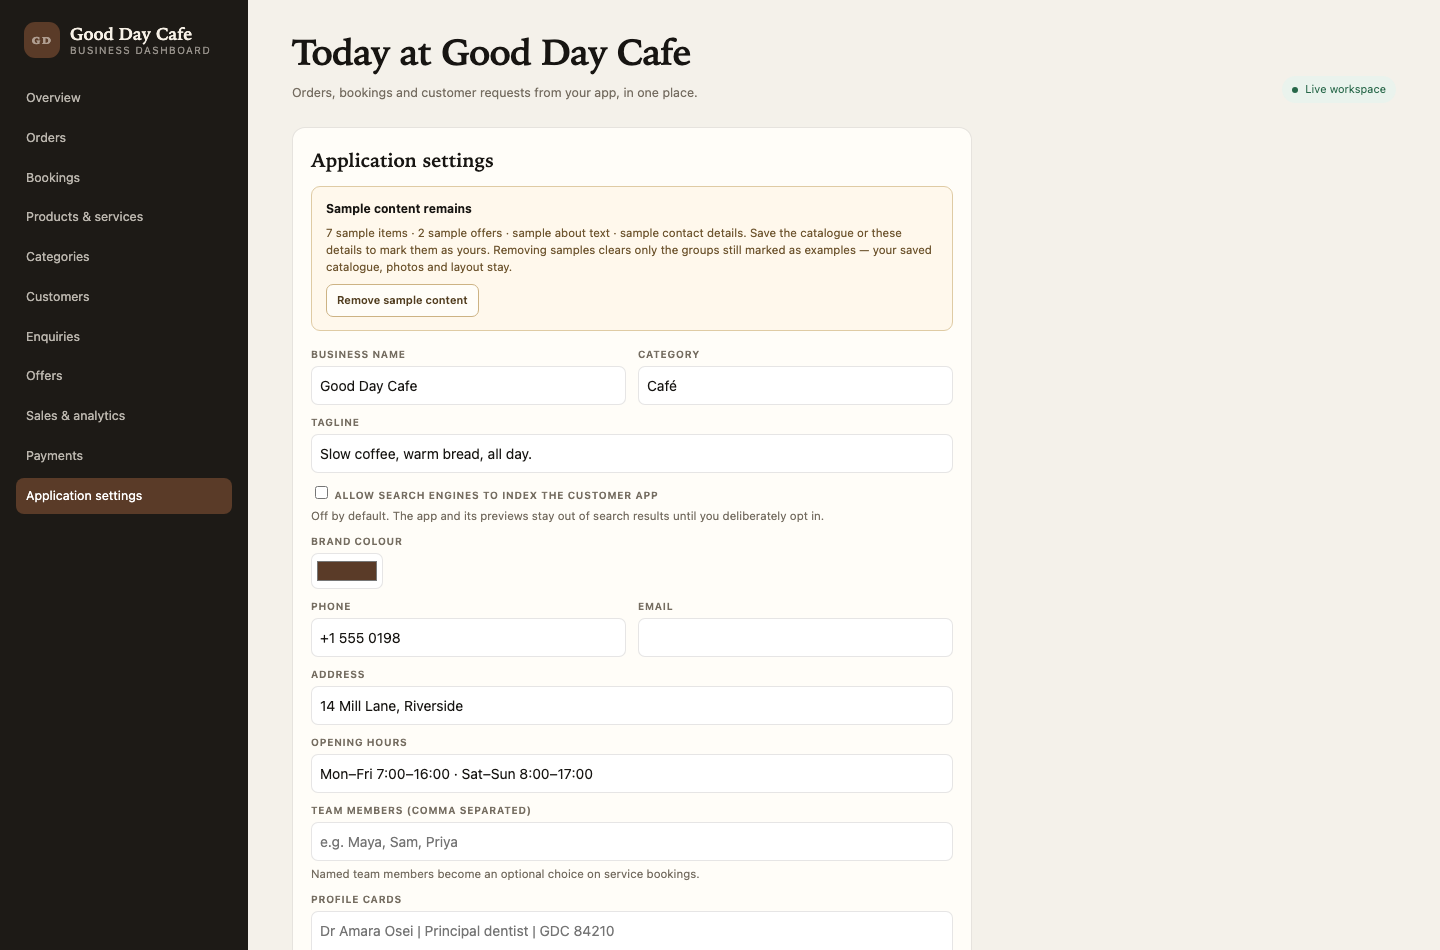 GD
Good Day Cafe
BUSINESS DASHBOARD
Overview
Orders
Bookings
Products & services
Categories
Customers
Enquiries
Offers
Sales & analytics
Payments
Application settings
Today at Good Day Cafe
Orders, bookings and customer requests from your app, in one place.
Live workspace
Application settings
Sample content remains
7 sample items · 2 sample offers · sample about text · sample contact details. Save the catalogue or these
details to mark them as yours. Removing samples clears only the groups still marked as examples — your saved
catalogue, photos and layout stay.
Remove sample content
BUSINESS NAME
Good Day Cafe
CATEGORY
Café
TAGLINE
Slow coffee, warm bread, all day.
ALLOW SEARCH ENGINES TO INDEX THE CUSTOMER APP
Off by default. The app and its previews stay out of search results until you deliberately opt in.
BRAND COLOUR
PHONE
+1 555 0198
EMAIL
ADDRESS
14 Mill Lane, Riverside
OPENING HOURS
Mon–Fri 7:00–16:00 · Sat–Sun 8:00–17:00
TEAM MEMBERS (COMMA SEPARATED)
e.g. Maya, Sam, Priya
Named team members become an optional choice on service bookings.
PROFILE CARDS
Dr Amara Osei | Principal dentist | GDC 84210